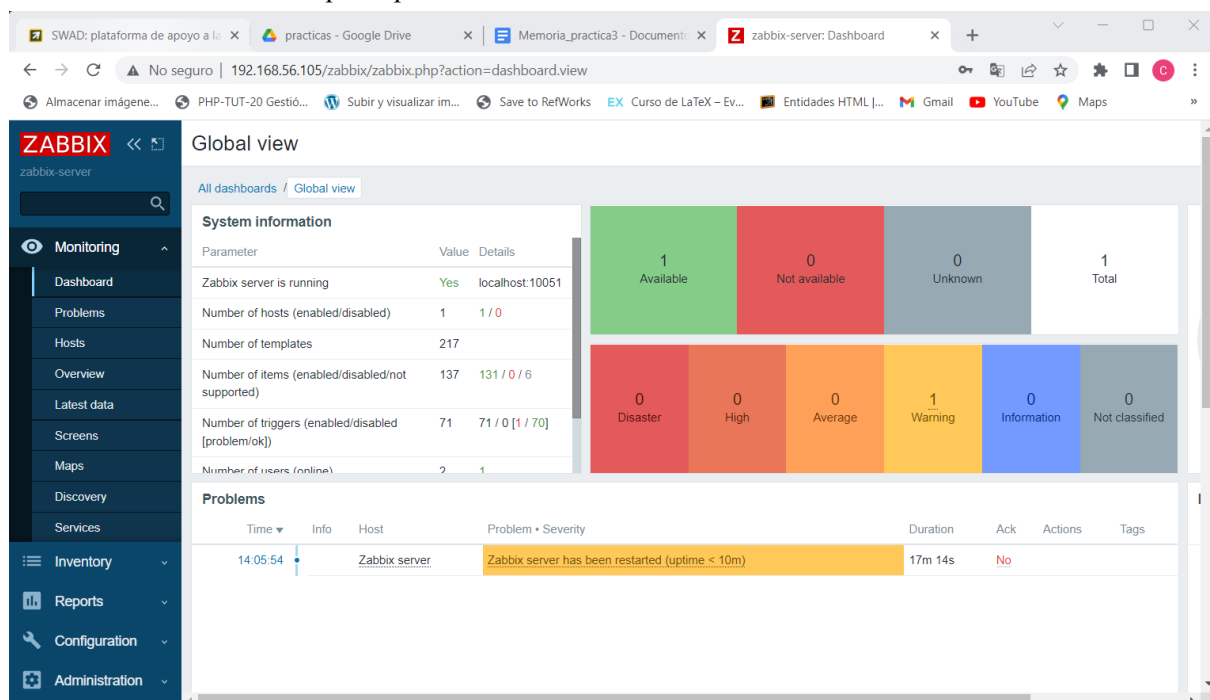 SWAD: plataforma de apoyo a la
practicas - Google Drive
Memoria_practica3 - Documento
zabbix-server: Dashboard
No seguro | 192.168.56.105/zabbix/zabbix.php?action=dashboard.view
C
Almacenar imágene...
PHP-TUT-20 Gestió...
Subir y visualizar im...
Save to RefWorks
EX Curso de LaTeX – Ev...
Entidades HTML |...
Gmail
YouTube
Maps
»
ZABBIX
zabbix-server
Monitoring
Dashboard
Problems
Hosts
Overview
Latest data
Screens
Maps
Discovery
Services
Inventory
Reports
Configuration
Administration
Global view
All dashboards / Global view
System information
Parameter Value Details
Zabbix server is running Yes localhost:10051
Number of hosts (enabled/disabled) 1 1 / 0
Number of templates 217
Number of items (enabled/disabled/not 137 131 / 0 / 6
supported)
Number of triggers (enabled/disabled 71 71 / 0 [1 / 70]
[problem/ok])
Number of users (online) 2 1
1
Available
0
Not available
0
Unknown
1
Total
0
Disaster
0
High
0
Average
1
Warning
0
Information
0
Not classified
Problems
Time Info Host Problem • Severity Duration Ack Actions Tags
14:05:54 Zabbix server Zabbix server has been restarted (uptime < 10m) 17m 14s No